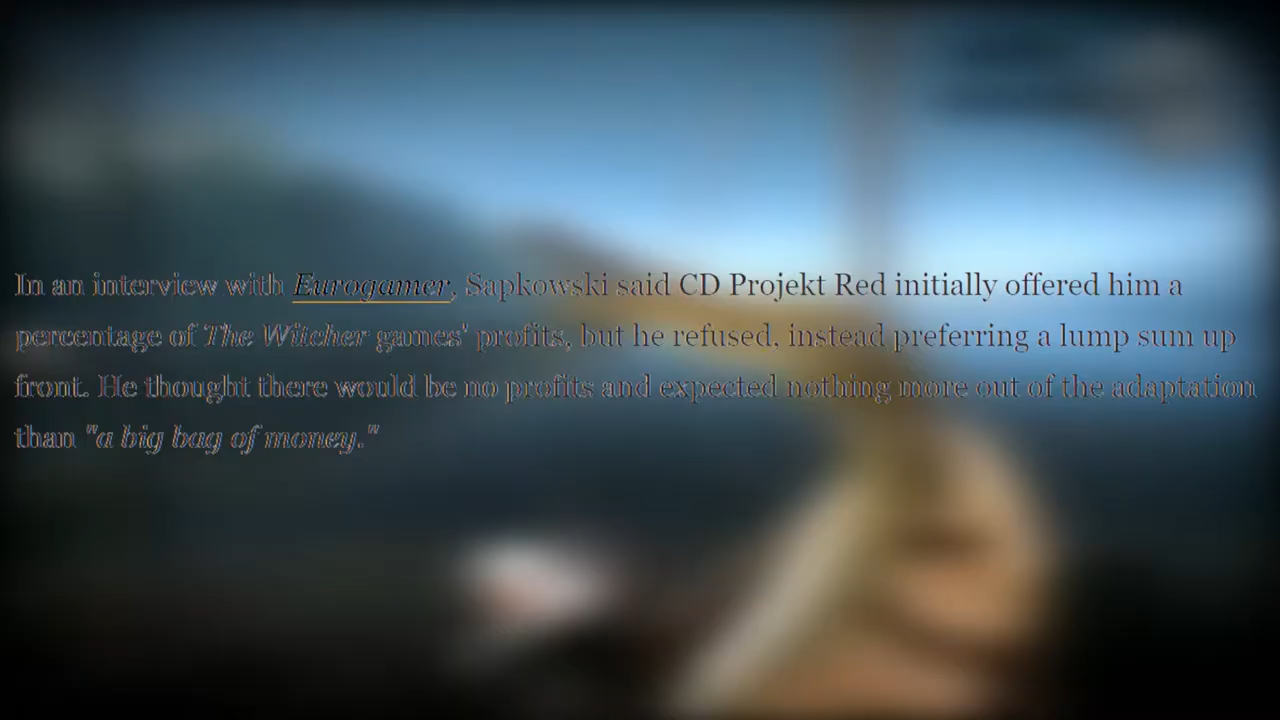 In an interview with Eurogamer, Sapkowski said CD Projekt Red initially offered him a
percentage of The Witcher games' profits, but he refused, instead preferring a lump sum up
front. He thought there would be no profits and expected nothing more out of the adaptation
than "a big bag of money."